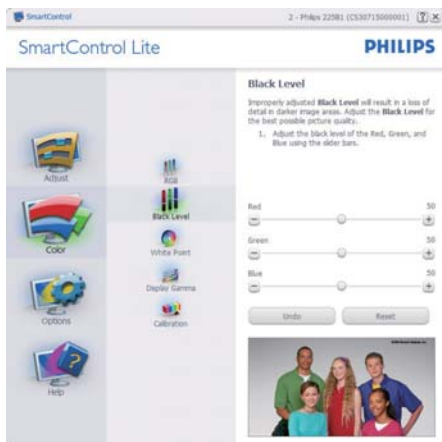 SmartControl
2 - Philips 225B1 (CS30715000001)
SmartControl Lite
PHILIPS
Adjust
Color
Options
Help
RGB
Black Level
White Point
Display Gamma
Calibration
Black Level
Improperly adjusted Black Level will result in a loss of
detail in darker image areas. Adjust the Black Level for
the best possible picture quality.
1. Adjust the black level of the Red, Green, and
Blue using the slider bars.
Red 50
Green 50
Blue 50
Undo Reset